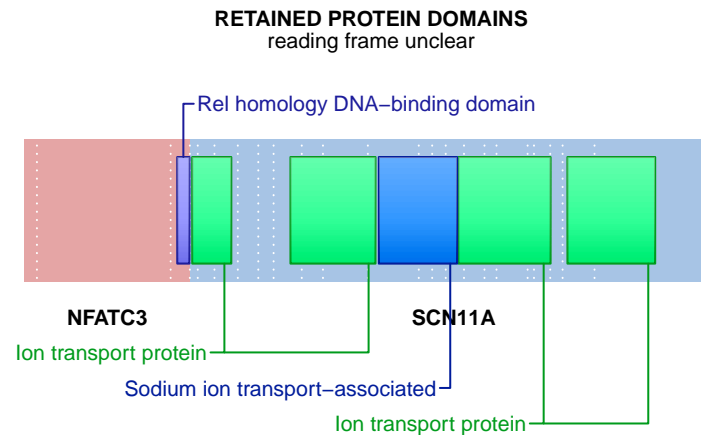 RETAINED PROTEIN DOMAINS
reading frame unclear
Rel homology DNA−binding domain
NFATC3
SCN11A
Ion transport protein
Sodium ion transport−associated
Ion transport protein